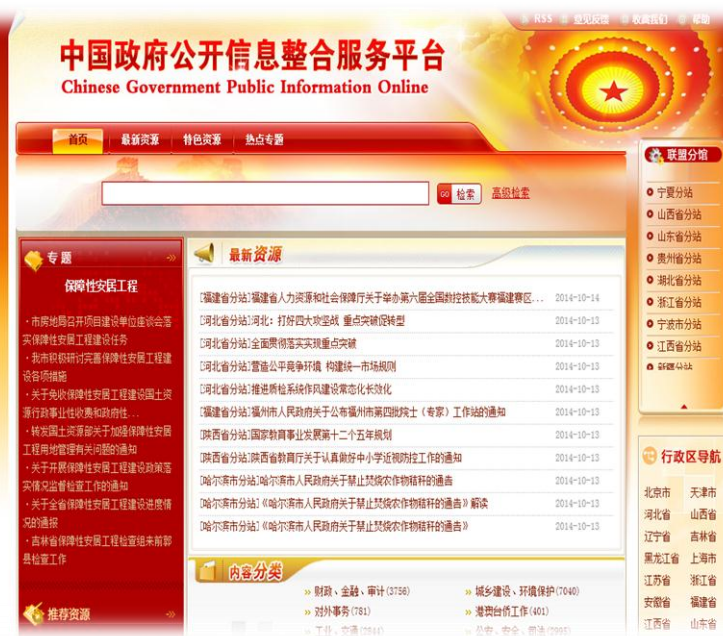 RSS 意见反馈 收藏我们 帮助
中国政府公开信息整合服务平台
Chinese Government Public Information Online
首页 最新资源 特色资源 热点专题
GO 检索 高级检索
联盟分馆
宁夏分站
山西省分站
山东省分站
贵州省分站
湖北省分站
浙江省分站
宁波市分站
江西省分站
新疆分站
专题
保障性安居工程
·市房地局召开项目建设单位座谈会落
实保障性安居工程建设任务
·我市积极研讨完善保障性安居工程建
设各项措施
·关于免收保障性安居工程建设国土资
源行政事业性收费和政府性...
·转发国土资源部关于加强保障性安居
工程用地管理有关问题的通知
·关于开展保障性安居工程建设政策落
实情况监督检查工作的通知
·关于全省保障性安居工程建设进度情
况的通报
·吉林省保障性安居工程检查组来前郭
县检查工作
推荐资源
最新资源
[福建省分站]福建省人力资源和社会保障厅关于举办第六届全国数控技能大赛福建赛区... 2014-10-14
[河北省分站]河北：打好四大攻坚战 重点突破促转型 2014-10-13
[河北省分站]全面贯彻落实实现重点突破 2014-10-13
[河北省分站]营造公平竞争环境 构建统一市场规则 2014-10-13
[河北省分站]推进质检系统作风建设常态化长效化 2014-10-13
[福建省分站]福州市人民政府关于公布福州市第四批院士（专家）工作站的通知 2014-10-13
[陕西省分站]国家教育事业发展第十二个五年规划 2014-10-13
[陕西省分站]陕西省教育厅关于认真做好中小学近视防控工作的通知 2014-10-13
[哈尔滨市分站]哈尔滨市人民政府关于禁止焚烧农作物秸秆的通告 2014-10-13
[哈尔滨市分站]《哈尔滨市人民政府关于禁止焚烧农作物秸秆的通告》解读 2014-10-13
[哈尔滨市分站]《哈尔滨市人民政府关于禁止焚烧农作物秸秆的通告》 2014-10-13
内容分类
» 财政、金融、审计(3756) » 城乡建设、环境保护(7040)
» 对外事务(781) » 港澳台侨工作(401)
» 工业、交通(2944) » 公安、安全、司法(2995)
行政区导航
北京市 天津市
河北省 山西省
辽宁省 吉林省
黑龙江省 上海市
江苏省 浙江省
安徽省 福建省
江西省 山东省